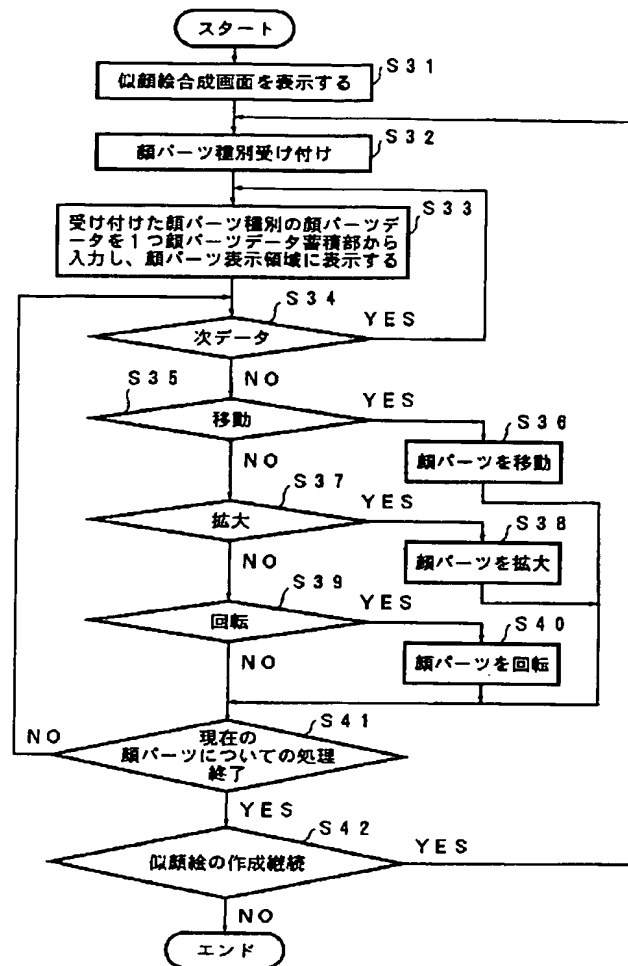 スタート
S31
似顔絵合成画面を表示する
S32
顔パーツ種別受け付け
S33
受け付けた顔パーツ種別の顔パーツデ
ータを1つ顔パーツデータ蓄積部から
入力し、顔パーツ表示領域に表示する
S34
次データ
YES
NO
S35
移動
YES
S36
顔パーツを移動
NO
S37
拡大
YES
S38
顔パーツを拡大
NO
S39
回転
YES
S40
顔パーツを回転
NO
S41
現在の
顔パーツについての処理
終了
NO
YES
S42
似顔絵の作成継続
YES
NO
エンド